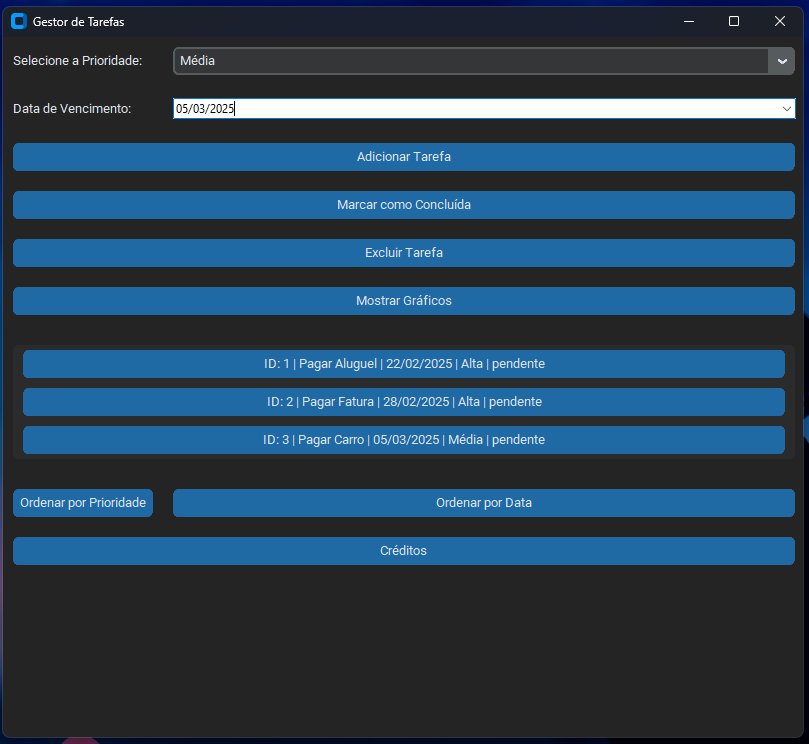 Gestor de Tarefas
Selecione a Prioridade: Média
Data de Vencimento: 05/03/2025
Adicionar Tarefa
Marcar como Concluída
Excluir Tarefa
Mostrar Gráficos
ID: 1 | Pagar Aluguel | 22/02/2025 | Alta | pendente
ID: 2 | Pagar Fatura | 28/02/2025 | Alta | pendente
ID: 3 | Pagar Carro | 05/03/2025 | Média | pendente
Ordenar por Prioridade Ordenar por Data
Créditos